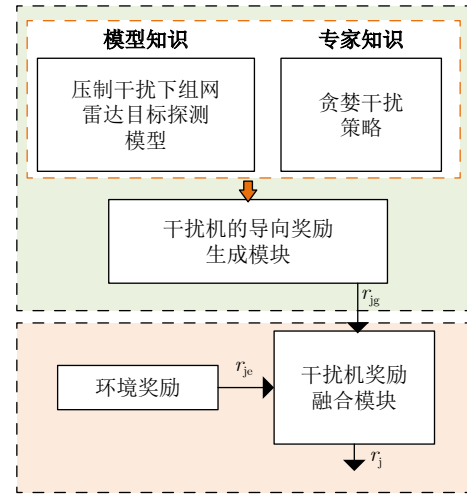 模型知识
专家知识
压制干扰下组网
雷达目标探测
模型
贪婪干扰
策略
干扰机的导向奖励
生成模块
r_jg
环境奖励
r_je
干扰机奖励
融合模块
r_j